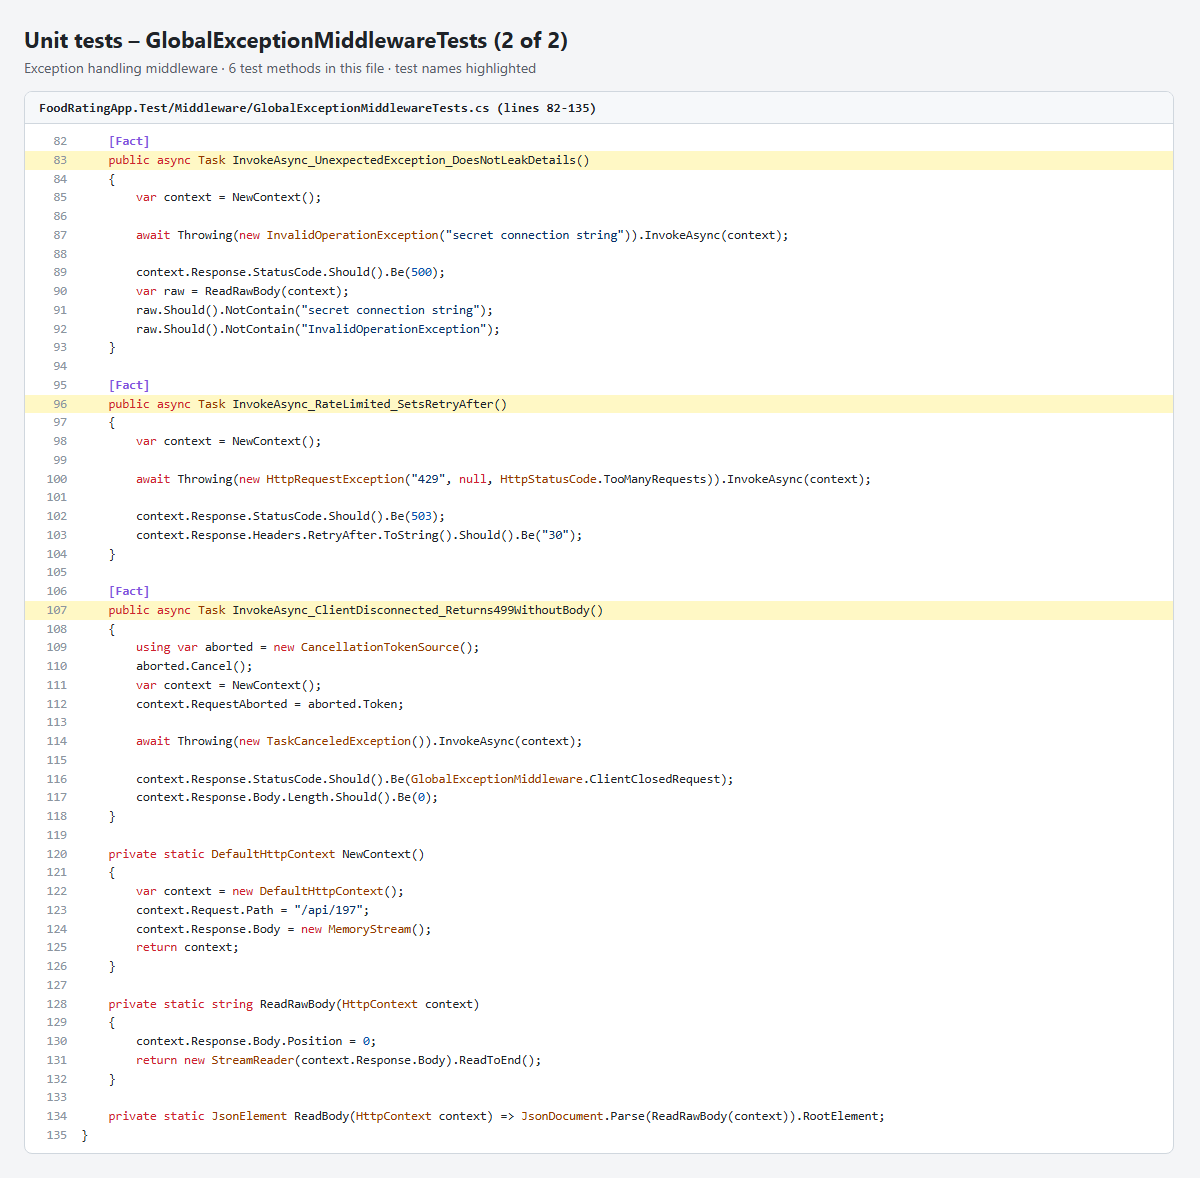 Unit tests – GlobalExceptionMiddlewareTests (2 of 2)
Exception handling middleware · 6 test methods in this file · test names highlighted
FoodRatingApp.Test/Middleware/GlobalExceptionMiddlewareTests.cs (lines 82-135)
82 [Fact]
83 public async Task InvokeAsync_UnexpectedException_DoesNotLeakDetails()
84 {
85 var context = NewContext();
86
87 await Throwing(new InvalidOperationException("secret connection string")).InvokeAsync(context);
88
89 context.Response.StatusCode.Should().Be(500);
90 var raw = ReadRawBody(context);
91 raw.Should().NotContain("secret connection string");
92 raw.Should().NotContain("InvalidOperationException");
93 }
94
95 [Fact]
96 public async Task InvokeAsync_RateLimited_SetsRetryAfter()
97 {
98 var context = NewContext();
99
100 await Throwing(new HttpRequestException("429", null, HttpStatusCode.TooManyRequests)).InvokeAsync(context);
101
102 context.Response.StatusCode.Should().Be(503);
103 context.Response.Headers.RetryAfter.ToString().Should().Be("30");
104 }
105
106 [Fact]
107 public async Task InvokeAsync_ClientDisconnected_Returns499WithoutBody()
108 {
109 using var aborted = new CancellationTokenSource();
110 aborted.Cancel();
111 var context = NewContext();
112 context.RequestAborted = aborted.Token;
113
114 await Throwing(new TaskCanceledException()).InvokeAsync(context);
115
116 context.Response.StatusCode.Should().Be(GlobalExceptionMiddleware.ClientClosedRequest);
117 context.Response.Body.Length.Should().Be(0);
118 }
119
120 private static DefaultHttpContext NewContext()
121 {
122 var context = new DefaultHttpContext();
123 context.Request.Path = "/api/197";
124 context.Response.Body = new MemoryStream();
125 return context;
126 }
127
128 private static string ReadRawBody(HttpContext context)
129 {
130 context.Response.Body.Position = 0;
131 return new StreamReader(context.Response.Body).ReadToEnd();
132 }
133
134 private static JsonElement ReadBody(HttpContext context) => JsonDocument.Parse(ReadRawBody(context)).RootElement;
135 }